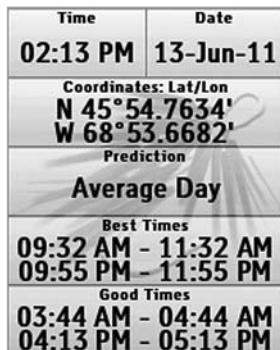 Time Date
02:13 PM 13-Jun-11
Coordinates: Lat/Lon
N 45°54.7634'
W 68°53.6682'
Prediction
Average Day
Best Times
09:32 AM - 11:32 AM
09:55 PM - 11:55 PM
Good Times
03:44 AM - 04:44 AM
04:13 PM - 05:13 PM